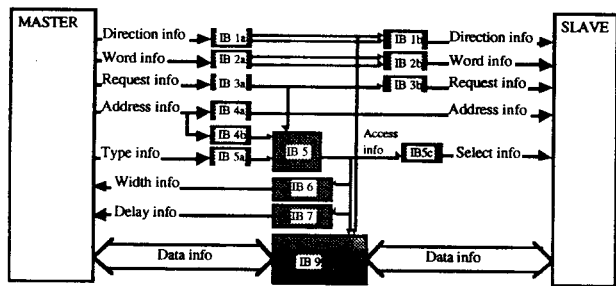 MASTER
SLAVE
Direction info
IB 1a
IB 1b
Direction info
Word info
IB 2a
IB 2b
Word info
Request info
IB 3a
IB 3b
Request info
Address info
IB 4a
Address info
IB 4b
Type info
IB 5a
IB 5
Access info
IB5c
Select info
Width info
IB 6
Delay info
IB 7
Data info
IB 9
Data info